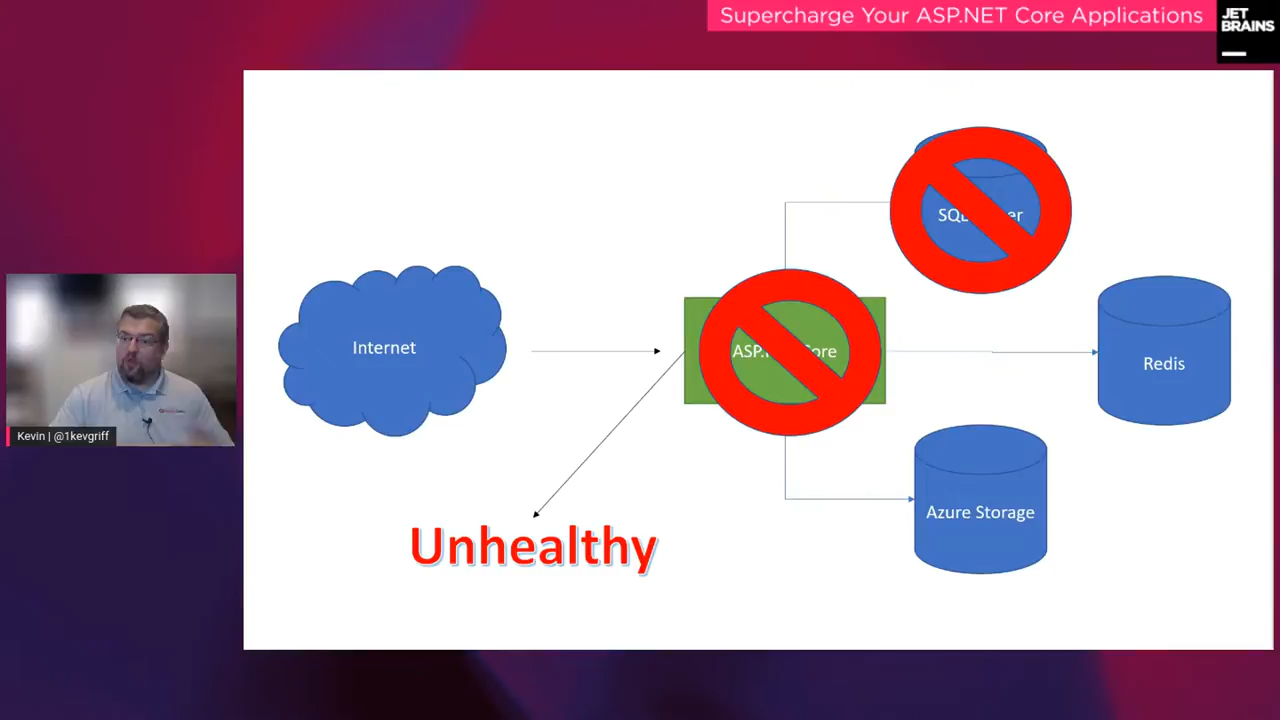 Supercharge Your ASP.NET Core Applications
JET
BRAINS
Internet
Redis
Azure Storage
Unhealthy
Kevin | @1kevgriff